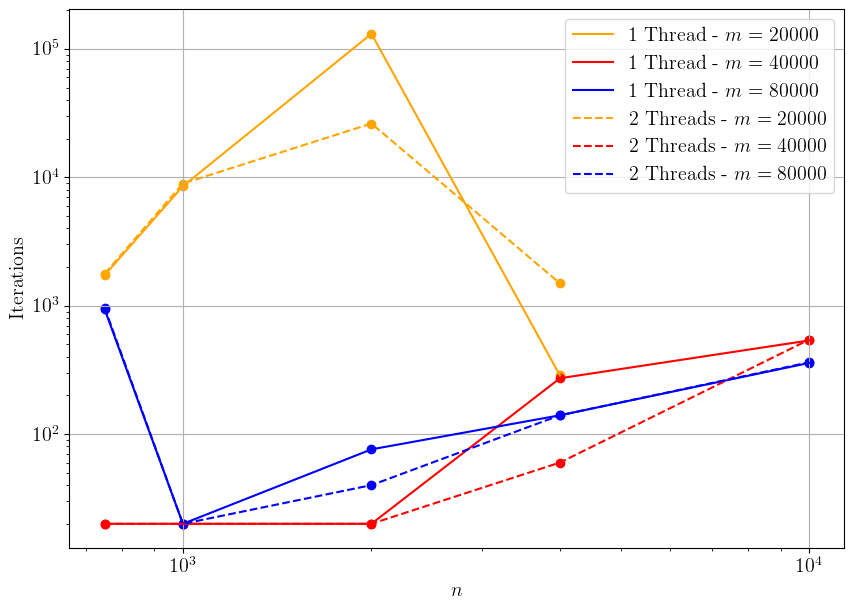 10^5
10^4
10^3
10^2
Iterations
10^3
10^4
n
1 Thread - m = 20000
1 Thread - m = 40000
1 Thread - m = 80000
2 Threads - m = 20000
2 Threads - m = 40000
2 Threads - m = 80000